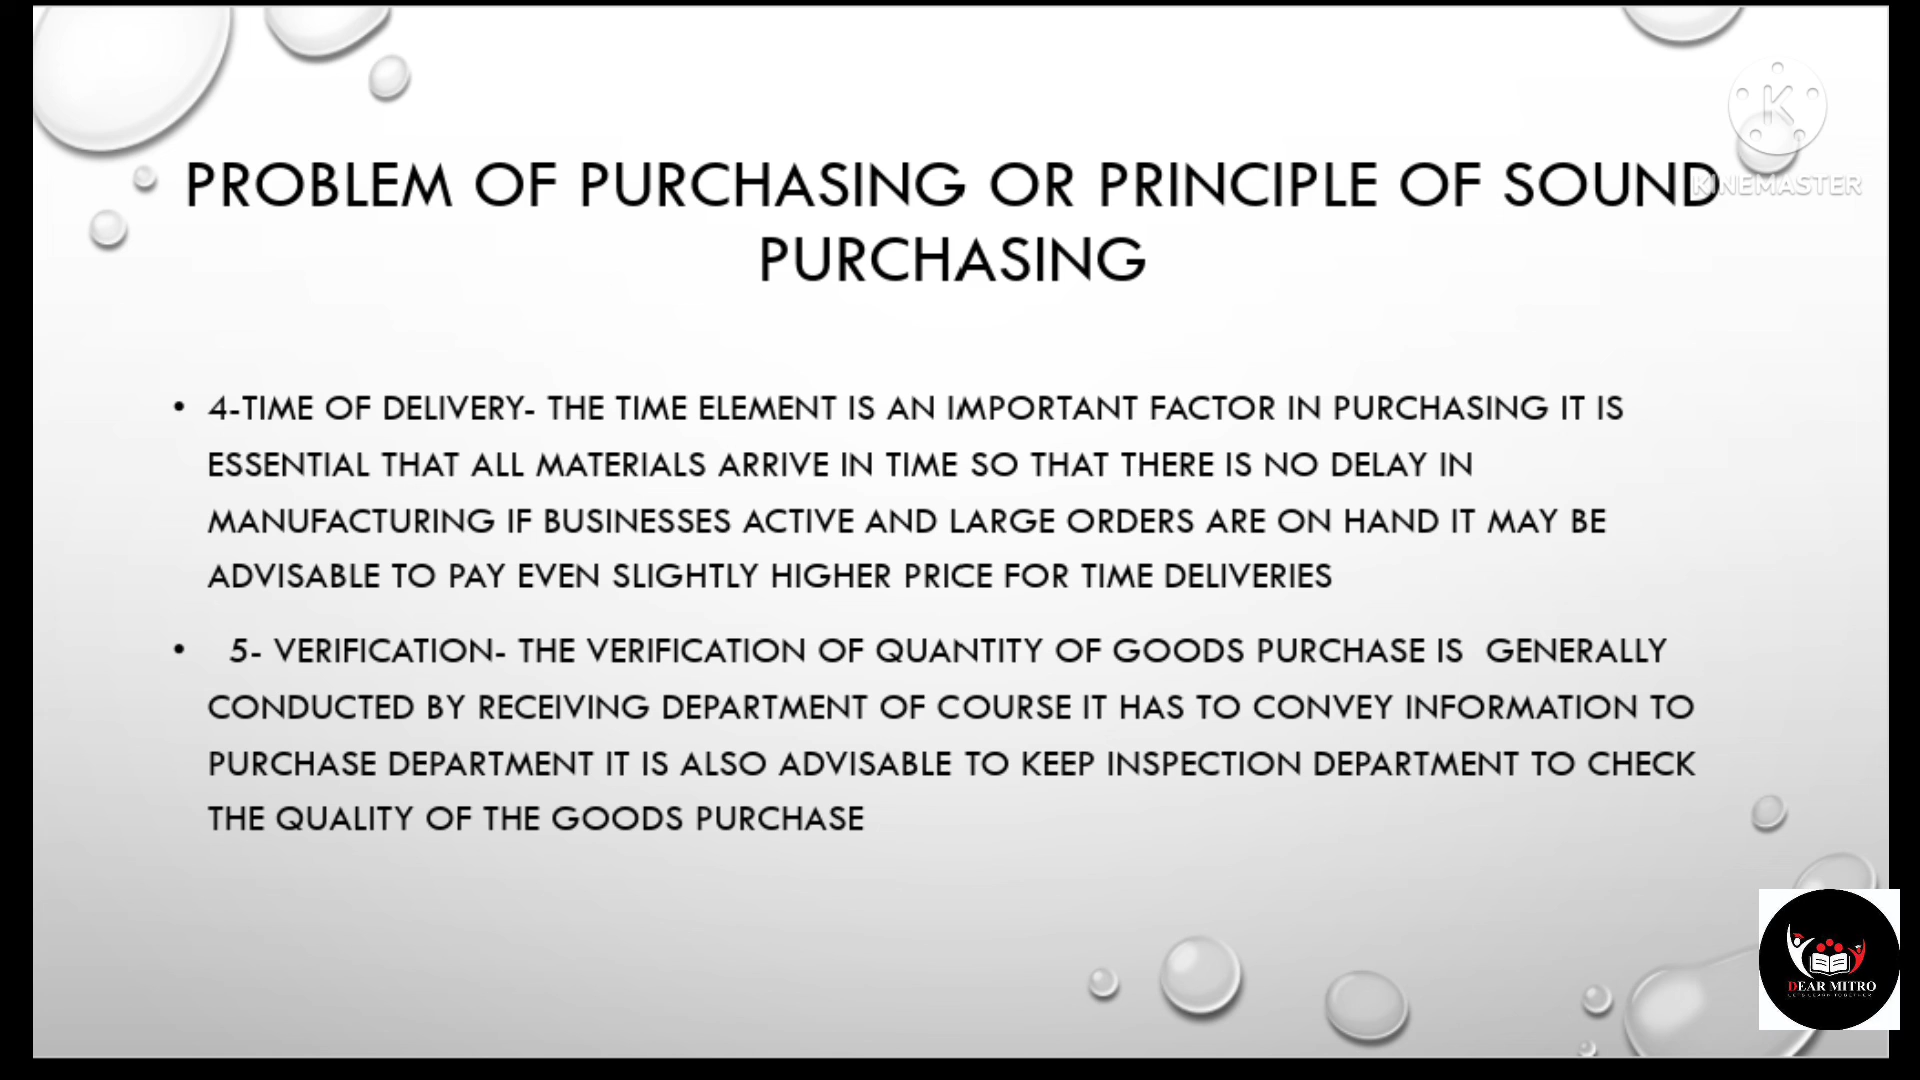 K
KINEMASTER
PROBLEM OF PURCHASING OR PRINCIPLE OF SOUND
PURCHASING
• 4-TIME OF DELIVERY- THE TIME ELEMENT IS AN IMPORTANT FACTOR IN PURCHASING IT IS
ESSENTIAL THAT ALL MATERIALS ARRIVE IN TIME SO THAT THERE IS NO DELAY IN
MANUFACTURING IF BUSINESSES ACTIVE AND LARGE ORDERS ARE ON HAND IT MAY BE
ADVISABLE TO PAY EVEN SLIGHTLY HIGHER PRICE FOR TIME DELIVERIES
• 5- VERIFICATION- THE VERIFICATION OF QUANTITY OF GOODS PURCHASE IS GENERALLY
CONDUCTED BY RECEIVING DEPARTMENT OF COURSE IT HAS TO CONVEY INFORMATION TO
PURCHASE DEPARTMENT IT IS ALSO ADVISABLE TO KEEP INSPECTION DEPARTMENT TO CHECK
THE QUALITY OF THE GOODS PURCHASE
DEAR MITRO
LET'S LEARN TOGETHER